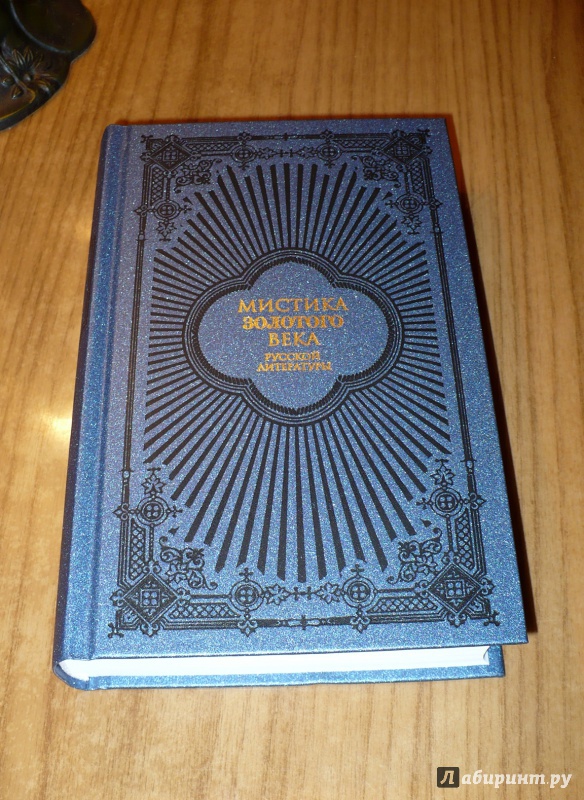 МИСТИКА
ЗОЛОТОГО
ВЕКА
РУССКОЙ
ЛИТЕРАТУРЫ
Лабиринт.ру